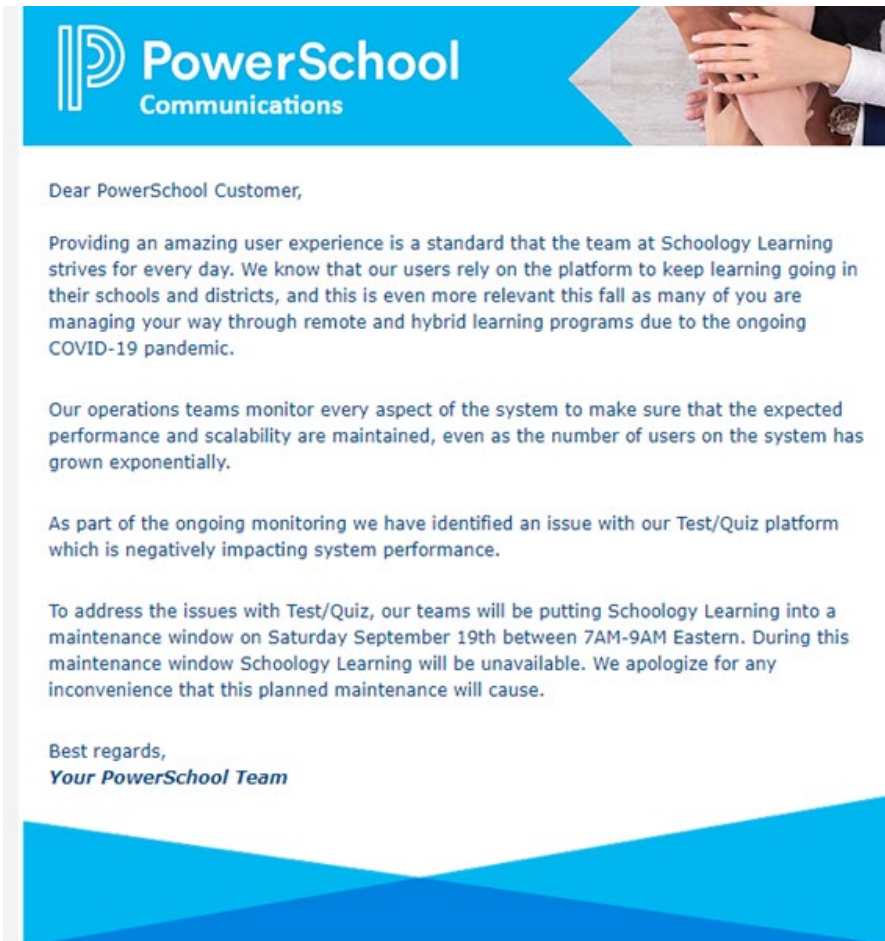 PowerSchool
Communications
Dear PowerSchool Customer,
Providing an amazing user experience is a standard that the team at Schoology Learning
strives for every day. We know that our users rely on the platform to keep learning going in
their schools and districts, and this is even more relevant this fall as many of you are
managing your way through remote and hybrid learning programs due to the ongoing
COVID-19 pandemic.
Our operations teams monitor every aspect of the system to make sure that the expected
performance and scalability are maintained, even as the number of users on the system has
grown exponentially.
As part of the ongoing monitoring we have identified an issue with our Test/Quiz platform
which is negatively impacting system performance.
To address the issues with Test/Quiz, our teams will be putting Schoology Learning into a
maintenance window on Saturday September 19th between 7AM-9AM Eastern. During this
maintenance window Schoology Learning will be unavailable. We apologize for any
inconvenience that this planned maintenance will cause.
Best regards,
Your PowerSchool Team